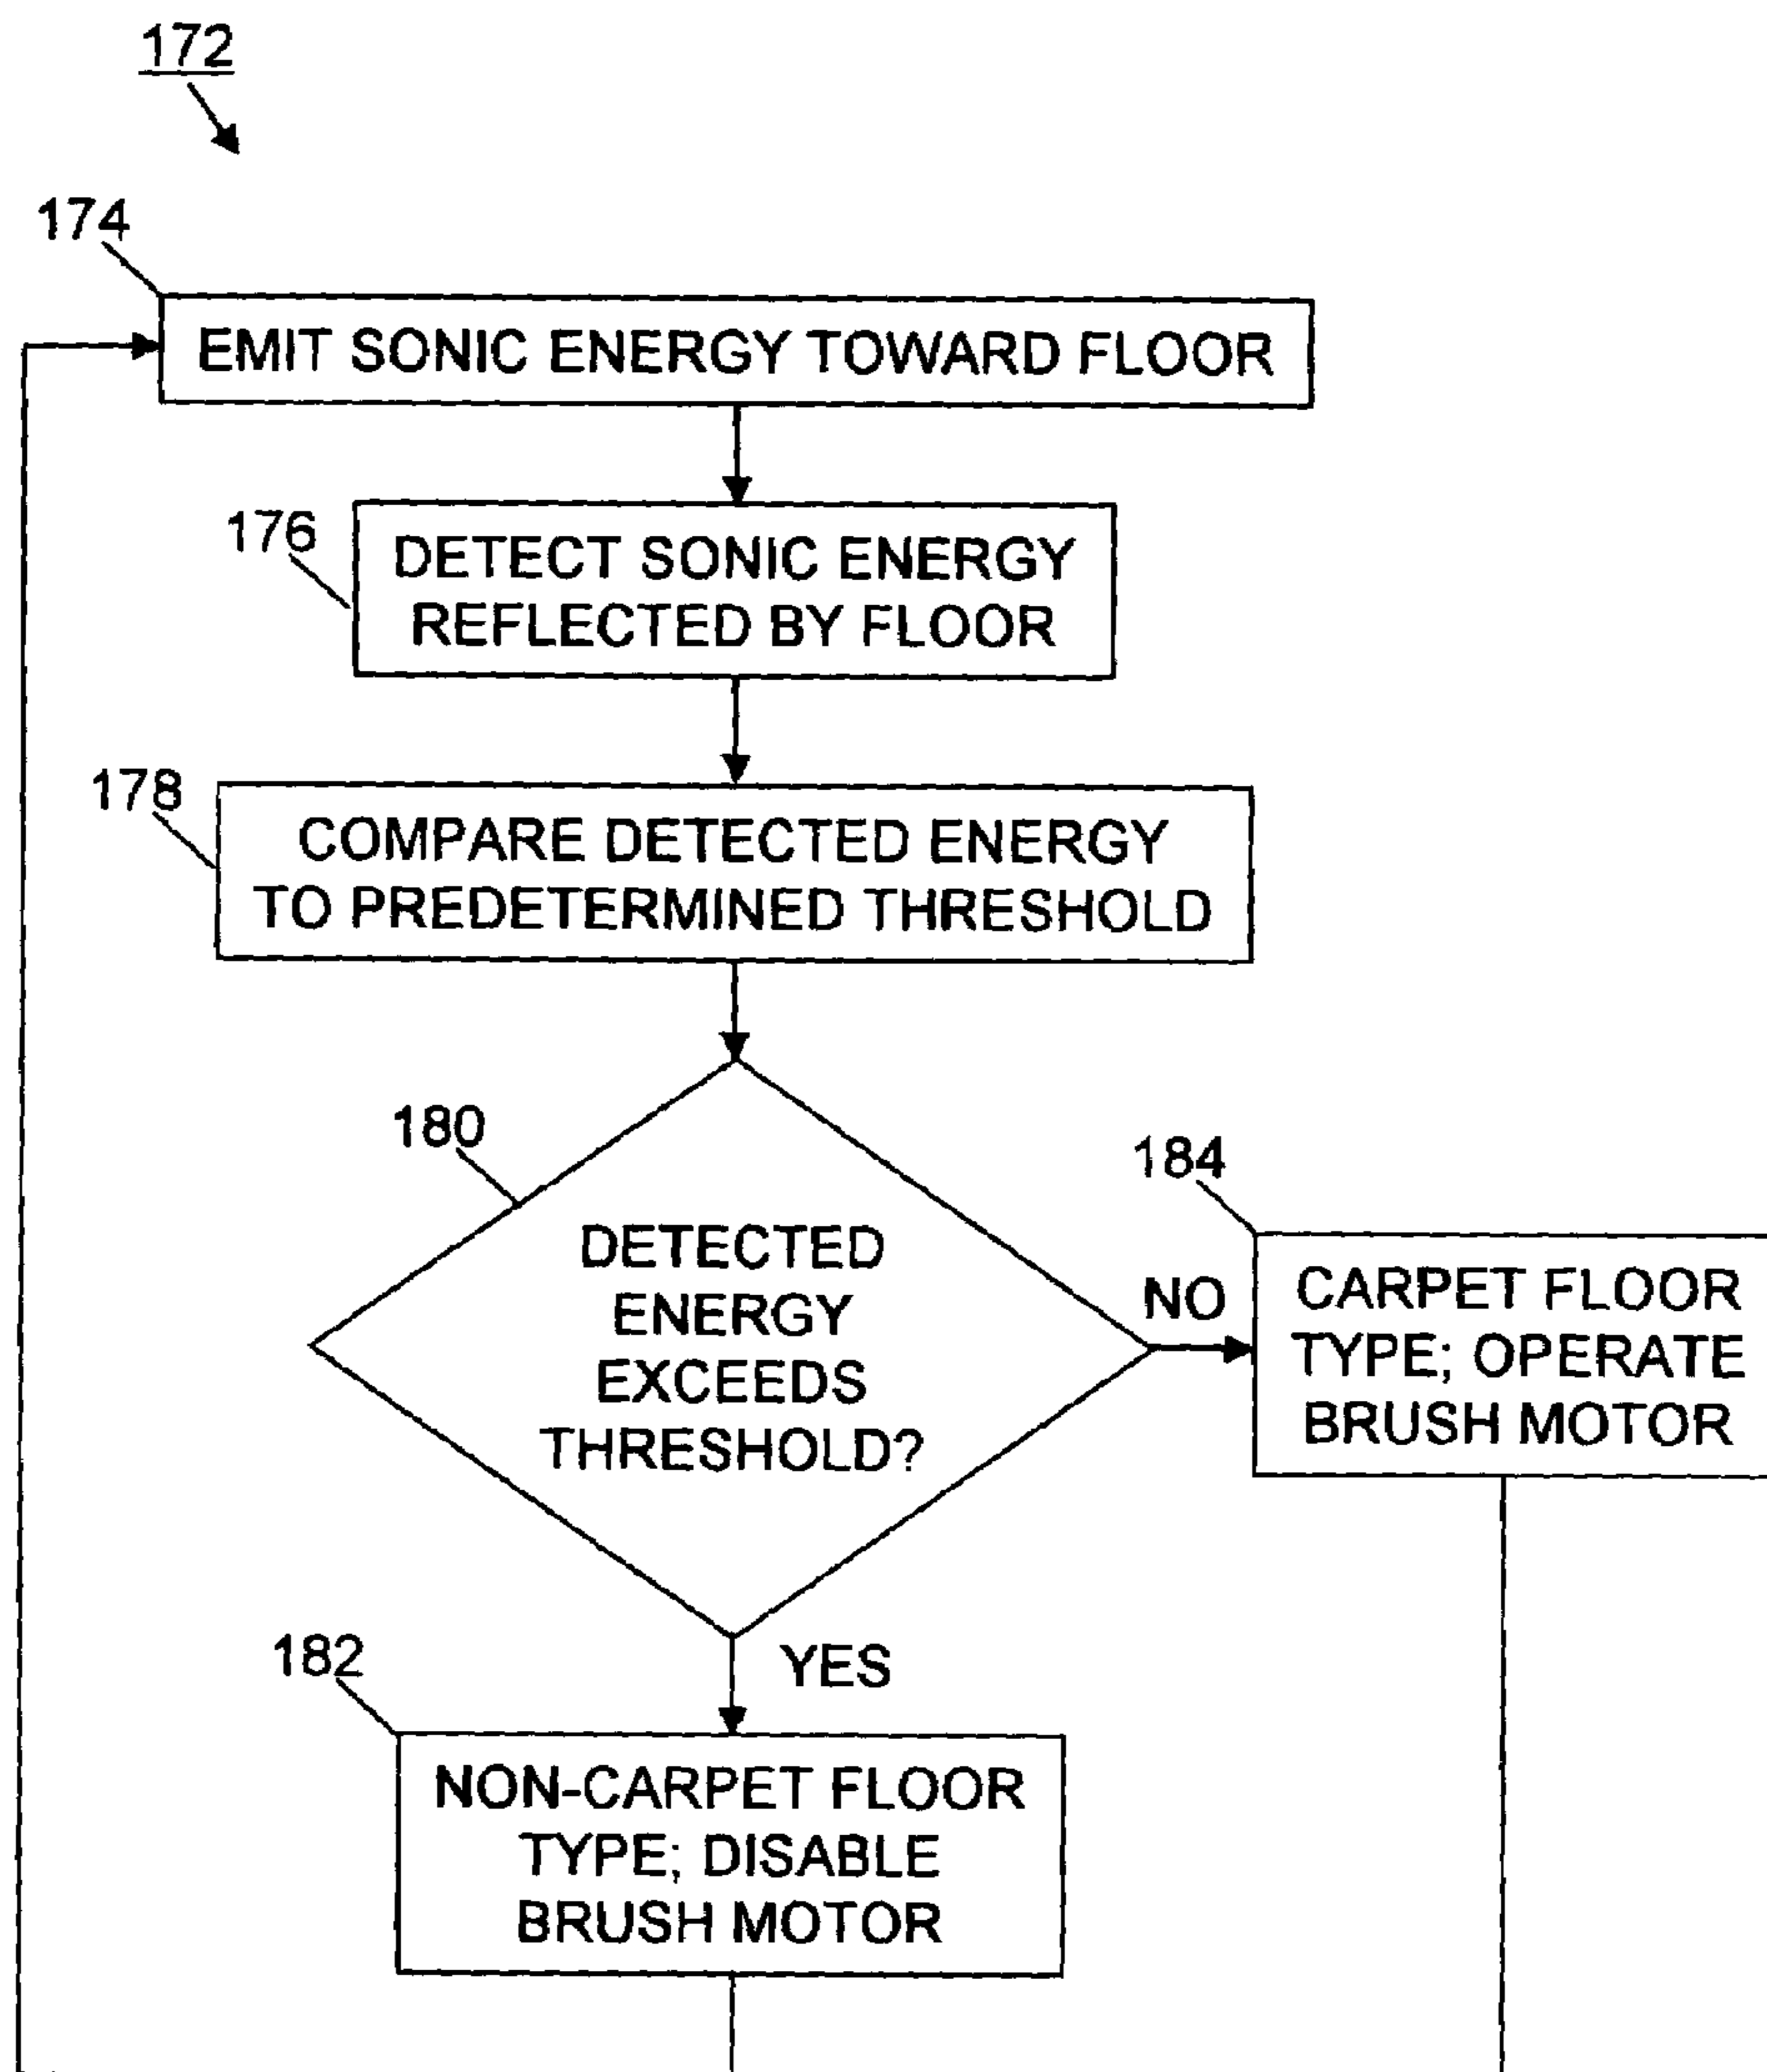 172
174
EMIT SONIC ENERGY TOWARD FLOOR
176
DETECT SONIC ENERGY
REFLECTED BY FLOOR
178
COMPARE DETECTED ENERGY
TO PREDETERMINED THRESHOLD
180
DETECTED
ENERGY
EXCEEDS
THRESHOLD?
NO
184
CARPET FLOOR
TYPE; OPERATE
BRUSH MOTOR
YES
182
NON-CARPET FLOOR
TYPE; DISABLE
BRUSH MOTOR